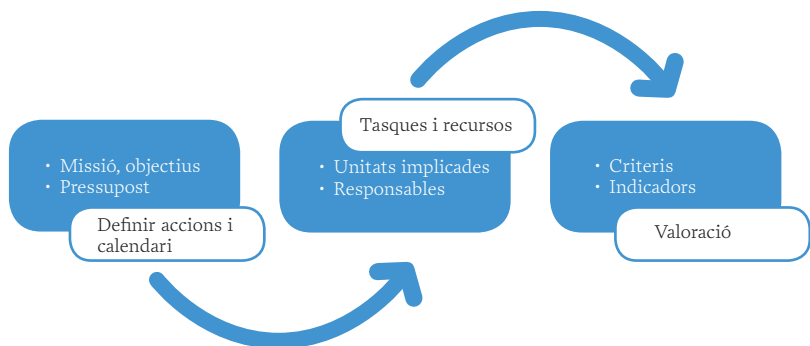 · Missió, objectius
· Pressupost
Definir accions i
calendari
Tasques i recursos
· Unitats implicades
· Responsables
· Criteris
· Indicadors
Valoració